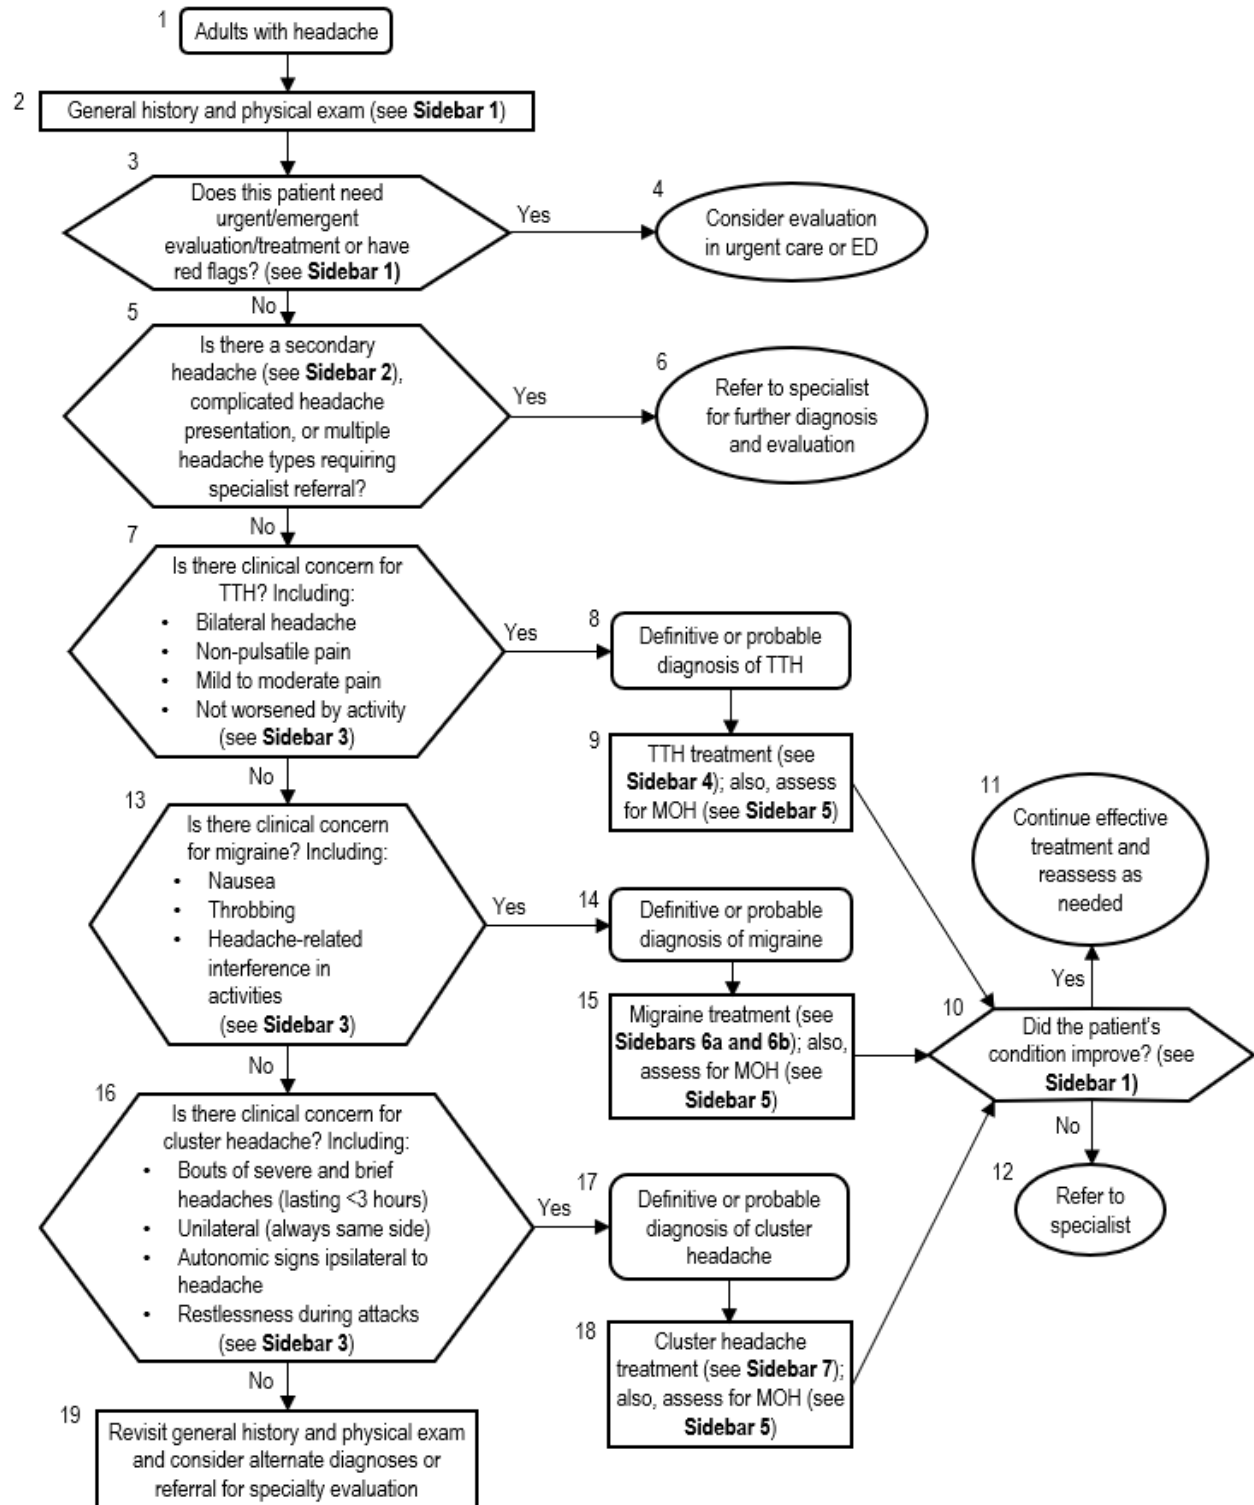 1
Adults with headache
2
General history and physical exam (see Sidebar 1)
3
Does this patient need
urgent/emergent
evaluation/treatment or have
red flags? (see Sidebar 1)
Yes
4
Consider evaluation
in urgent care or ED
No
5
Is there a secondary
headache (see Sidebar 2),
complicated headache
presentation, or multiple
headache types requiring
specialist referral?
Yes
6
Refer to specialist
for further diagnosis
and evaluation
No
7
Is there clinical concern for
TTH? Including:
• Bilateral headache
• Non-pulsatile pain
• Mild to moderate pain
• Not worsened by activity
(see Sidebar 3)
Yes
8
Definitive or probable
diagnosis of TTH
9
TTH treatment (see
Sidebar 4); also, assess
for MOH (see Sidebar 5)
No
13
Is there clinical concern
for migraine? Including:
• Nausea
• Throbbing
• Headache-related
interference in
activities
(see Sidebar 3)
Yes
14
Definitive or probable
diagnosis of migraine
15
Migraine treatment (see
Sidebars 6a and 6b); also,
assess for MOH (see
Sidebar 5)
11
Continue effective
treatment and
reassess as
needed
Yes
10
Did the patient's
condition improve? (see
Sidebar 1)
No
12
Refer to
specialist
No
16
Is there clinical concern for
cluster headache? Including:
• Bouts of severe and brief
headaches (lasting <3 hours)
• Unilateral (always same side)
• Autonomic signs ipsilateral to
headache
• Restlessness during attacks
(see Sidebar 3)
Yes
17
Definitive or probable
diagnosis of cluster
headache
18
Cluster headache
treatment (see Sidebar 7);
also, assess for MOH (see
Sidebar 5)
No
19
Revisit general history and physical exam
and consider alternate diagnoses or
referral for specialty evaluation